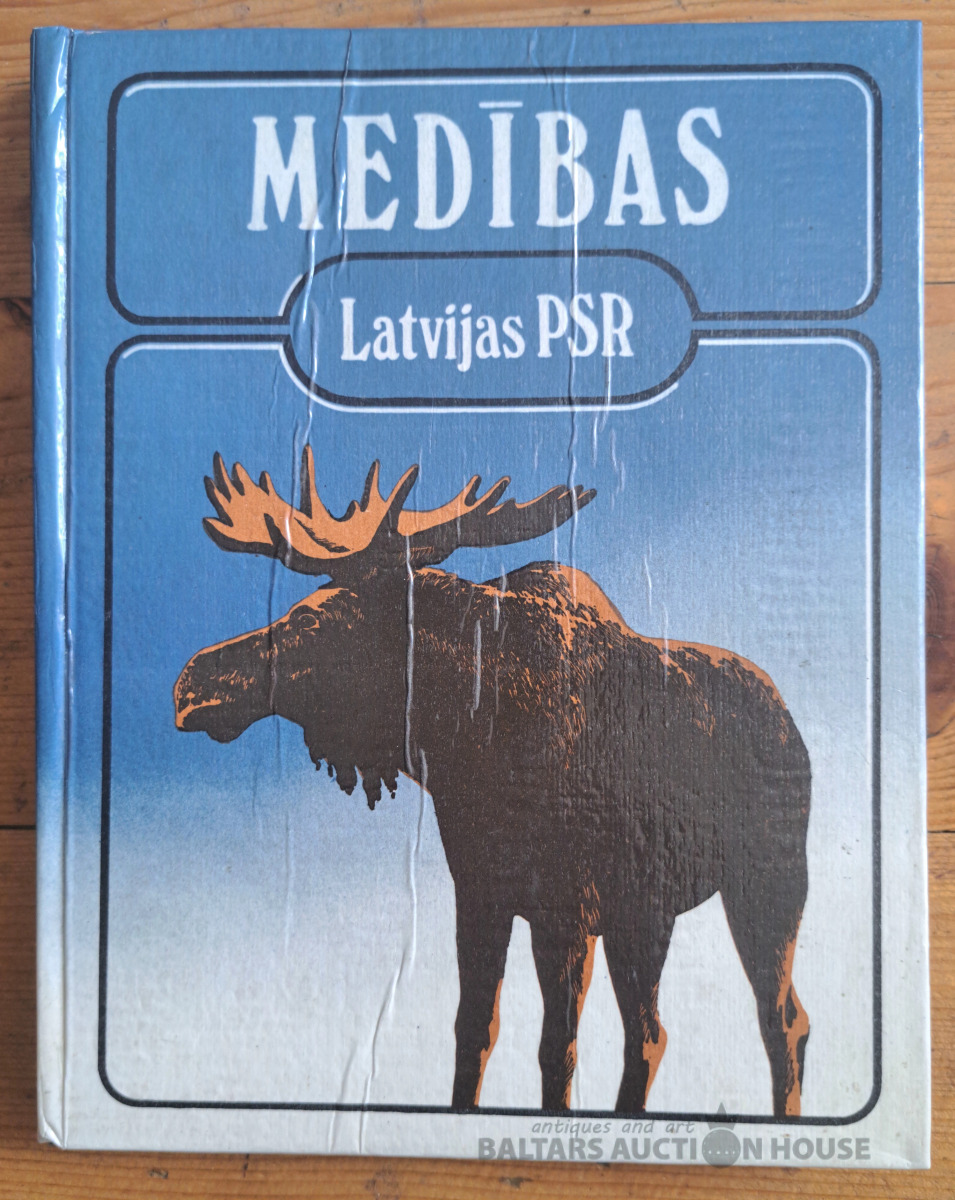 MEDĪBAS
Latvijas PSR
antiques and art
BALTARS AUCTION HOUSE